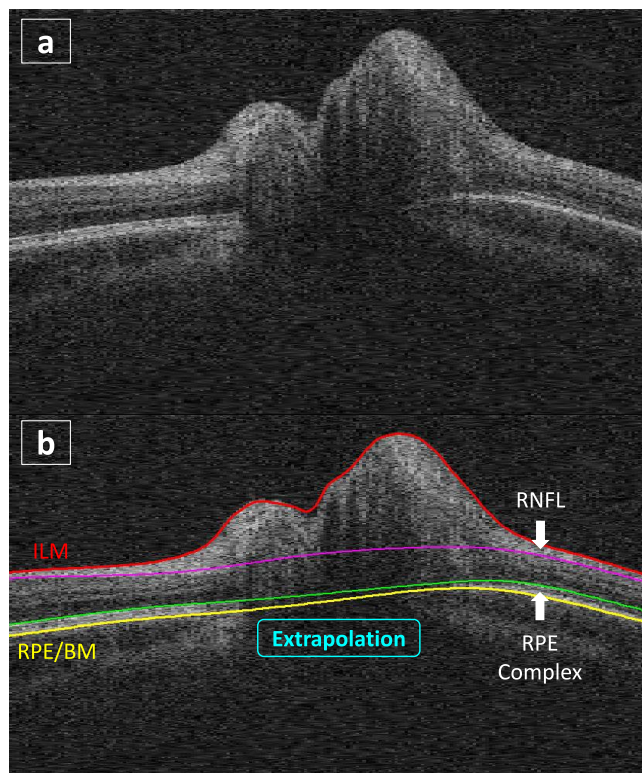 a
b
RNFL
ILM
RPE/BM
Extrapolation
RPE
Complex